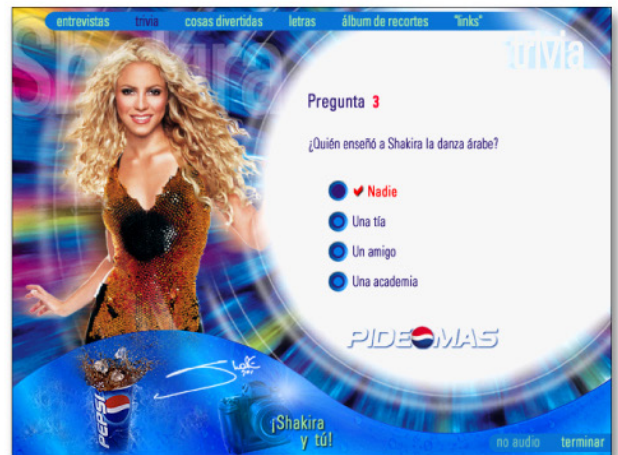 entrevistas trivia cosas divertidas letras álbum de recortes "links"
Shakira
trivia
Pregunta 3
¿Quién enseñó a Shakira la danza árabe?
Nadie
Una tía
Un amigo
Una academia
PIDE MAS
PEPSI
¡Shakira
y tú!
no audio terminar